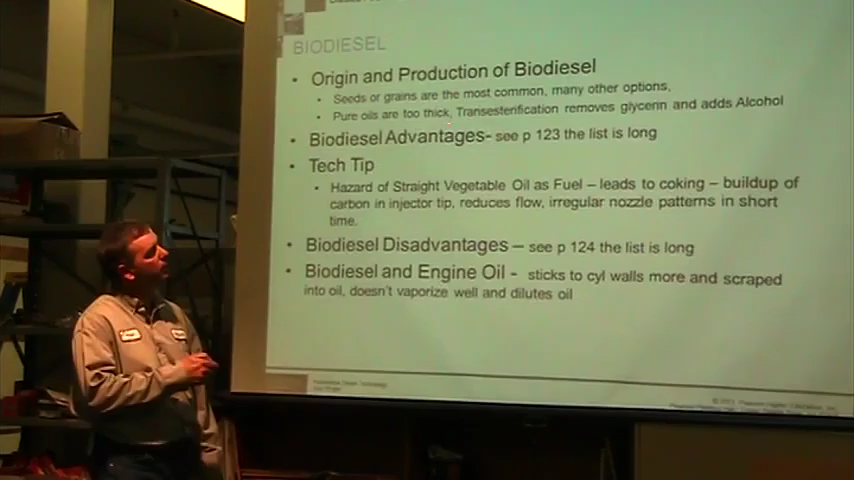 BIODIESEL
• Origin and Production of Biodiesel
• Seeds or grains are the most common, many other options,
• Pure oils are too thick, Transesterification removes glycerin and adds Alcohol
• Biodiesel Advantages- see p 123 the list is long
• Tech Tip
• Hazard of Straight Vegetable Oil as Fuel – leads to coking – buildup of
carbon in injector tip, reduces flow, irregular nozzle patterns in short
time.
• Biodiesel Disadvantages – see p 124 the list is long
• Biodiesel and Engine Oil - sticks to cyl walls more and scraped
into oil, doesn't vaporize well and dilutes oil